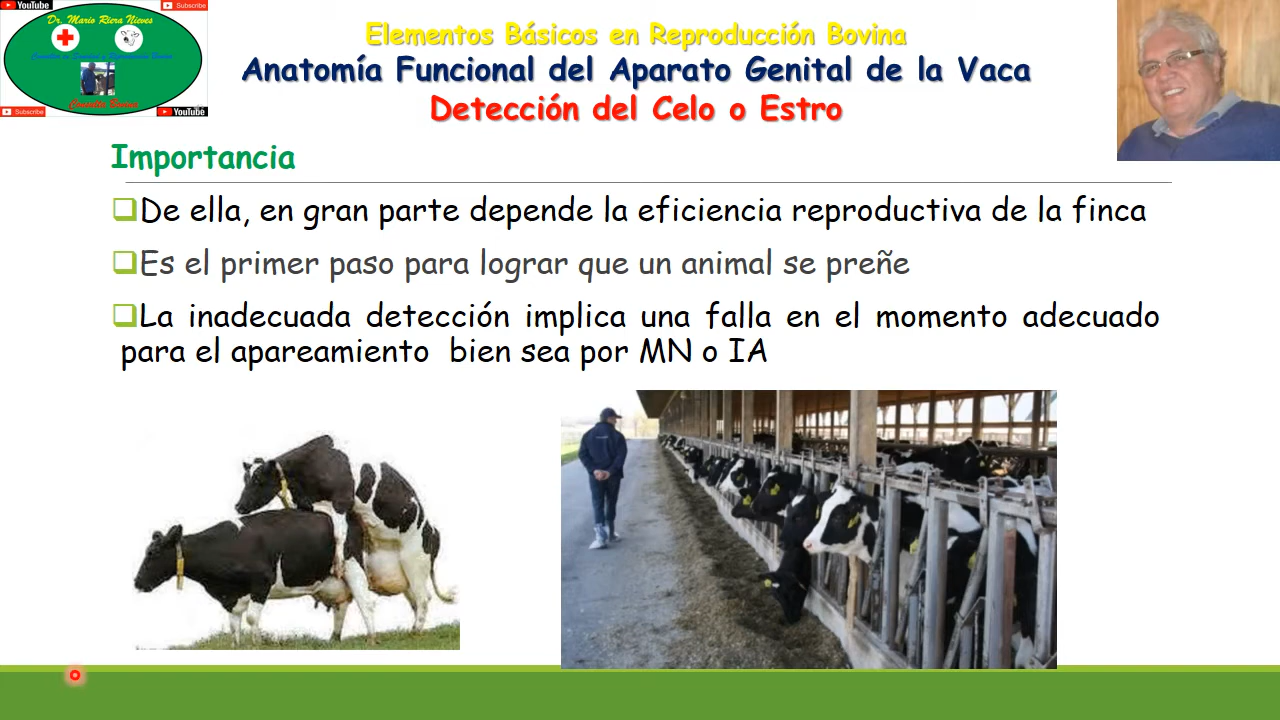 YouTube
Subscribe
Dr. Mario Riera Nieves
Consulta Bovina
Subscribe
YouTube
Elementos Básicos en Reproducción Bovina
Anatomía Funcional del Aparato Genital de la Vaca
Detección del Celo o Estro
Importancia
De ella, en gran parte depende la eficiencia reproductiva de la finca
Es el primer paso para lograr que un animal se preñe
La inadecuada detección implica una falla en el momento adecuado
para el apareamiento bien sea por MN o IA